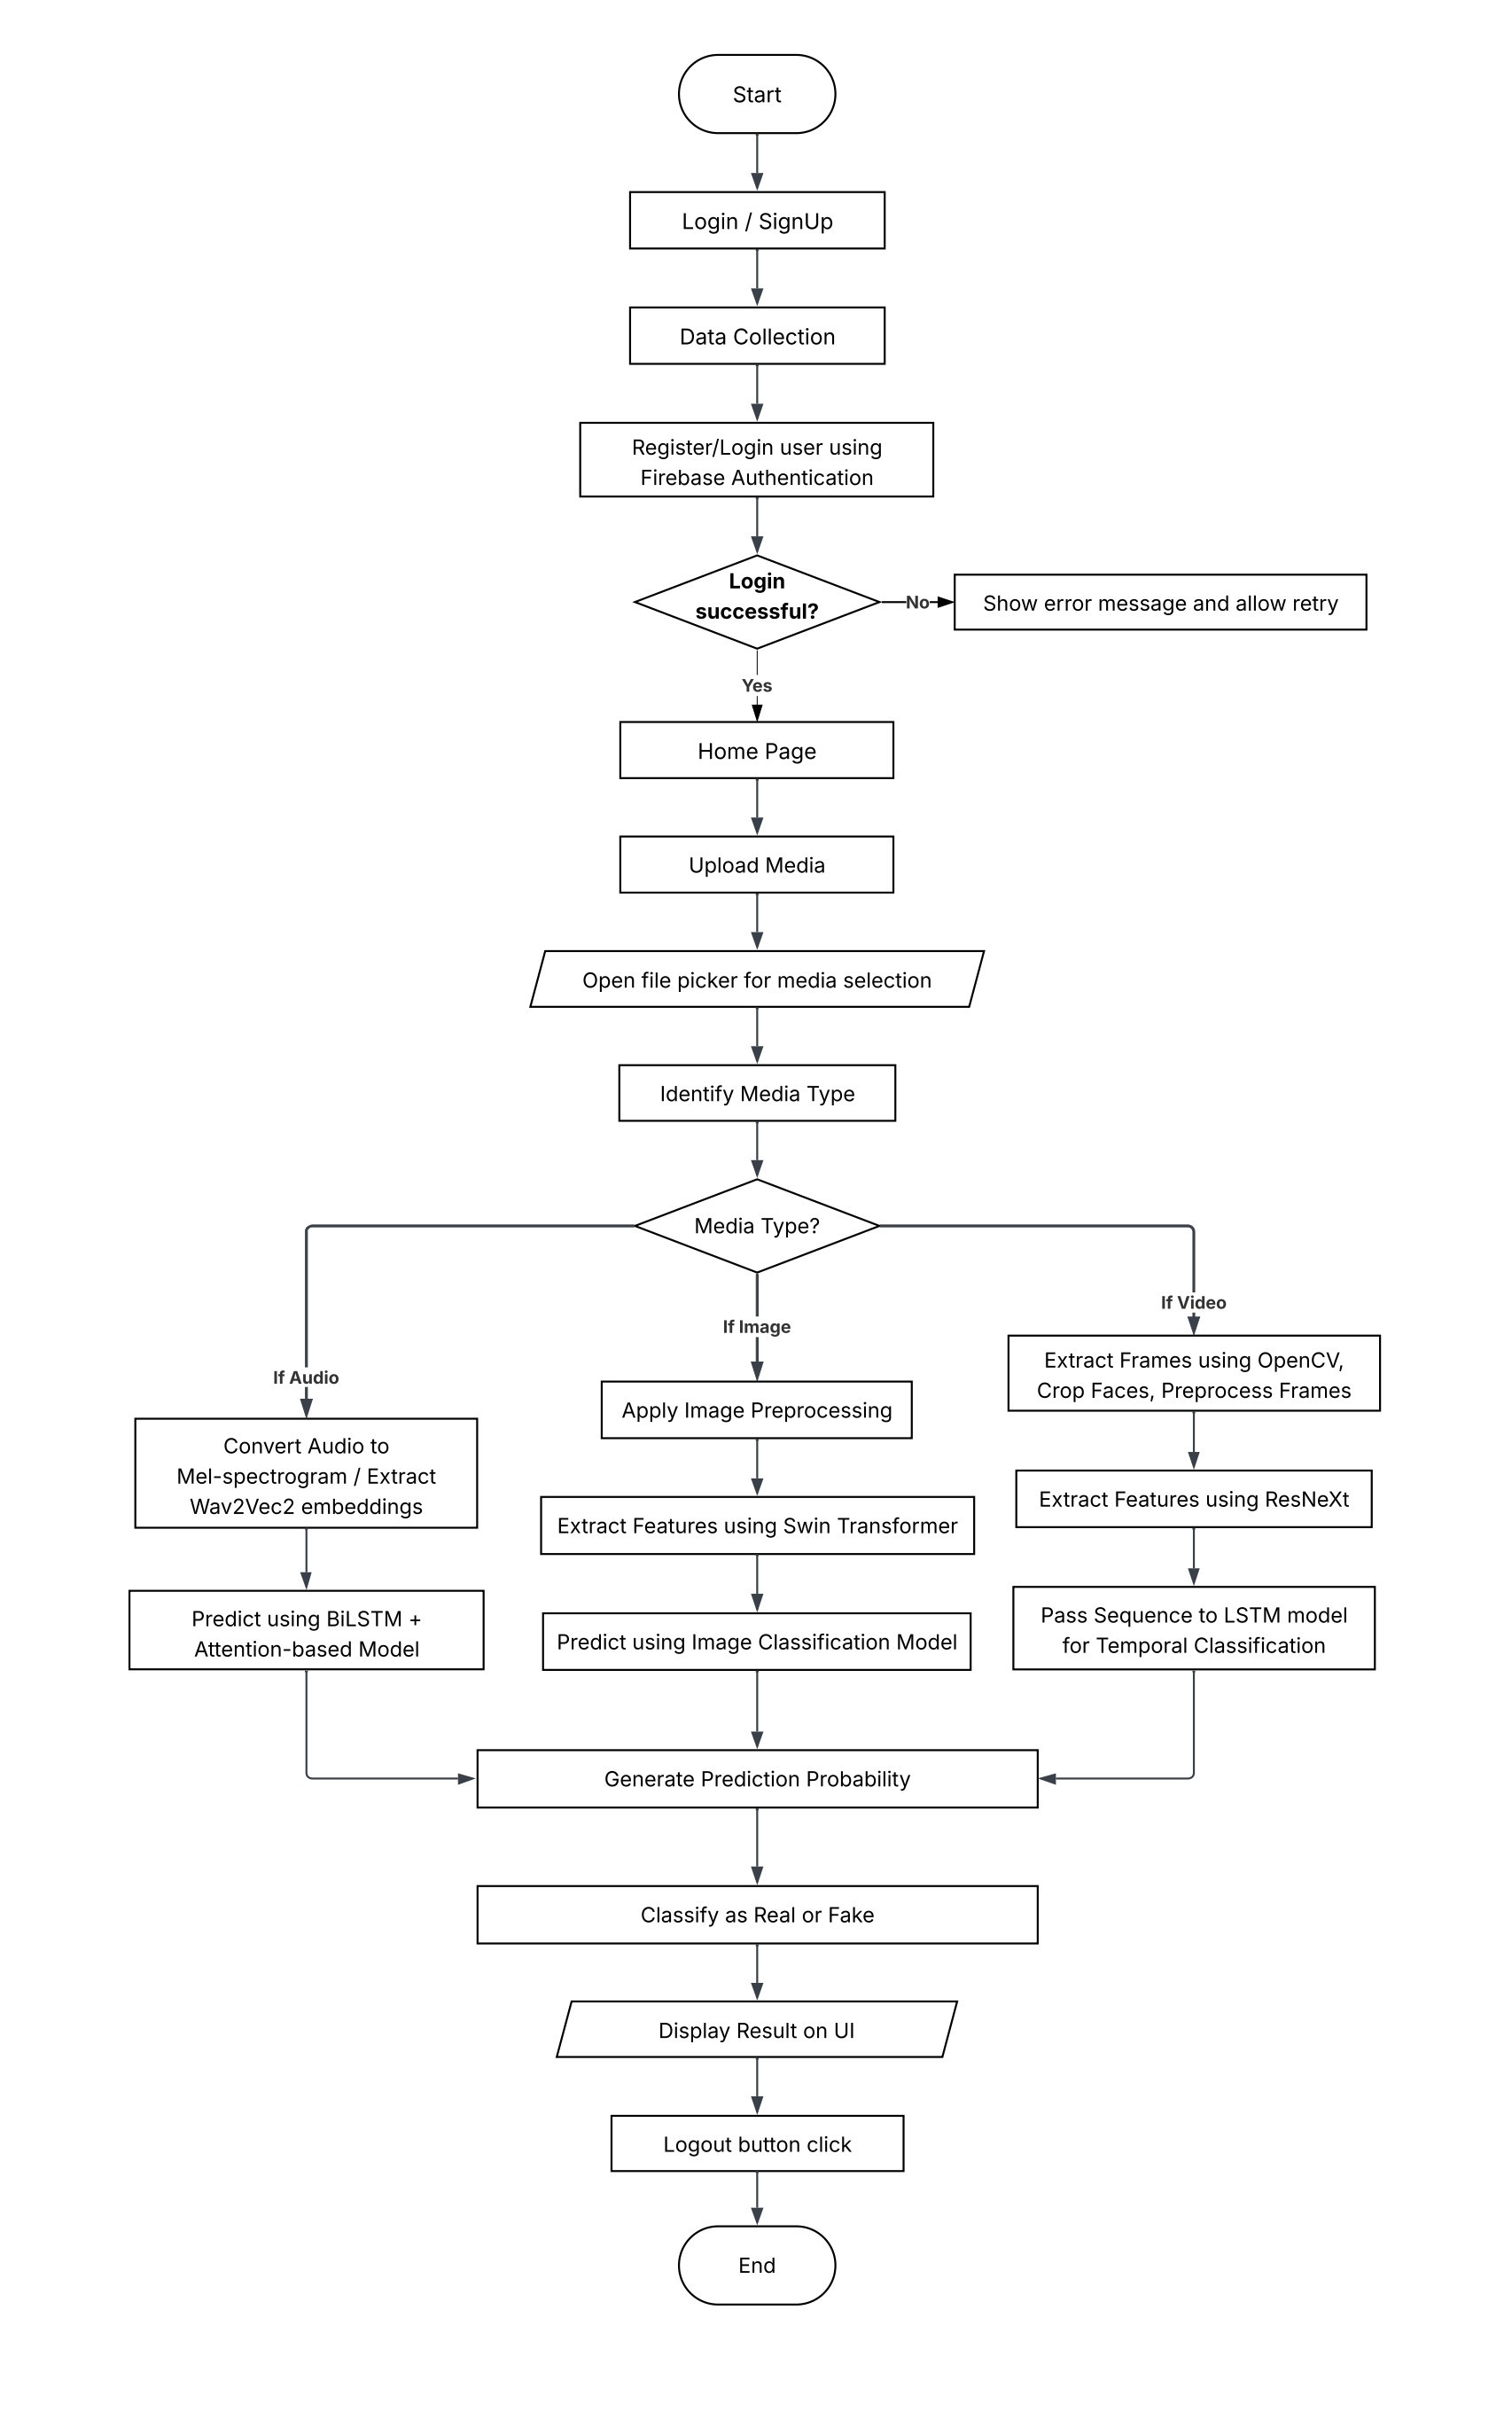 Start
Login / SignUp
Data Collection
Register/Login user using
Firebase Authentication
Login
successful?
No
Show error message and allow retry
Yes
Home Page
Upload Media
Open file picker for media selection
Identify Media Type
Media Type?
If Audio
Convert Audio to
Mel-spectrogram / Extract
Wav2Vec2 embeddings
Predict using BiLSTM +
Attention-based Model
If Image
Apply Image Preprocessing
Extract Features using Swin Transformer
Predict using Image Classification Model
If Video
Extract Frames using OpenCV,
Crop Faces, Preprocess Frames
Extract Features using ResNeXt
Pass Sequence to LSTM model
for Temporal Classification
Generate Prediction Probability
Classify as Real or Fake
Display Result on UI
Logout button click
End